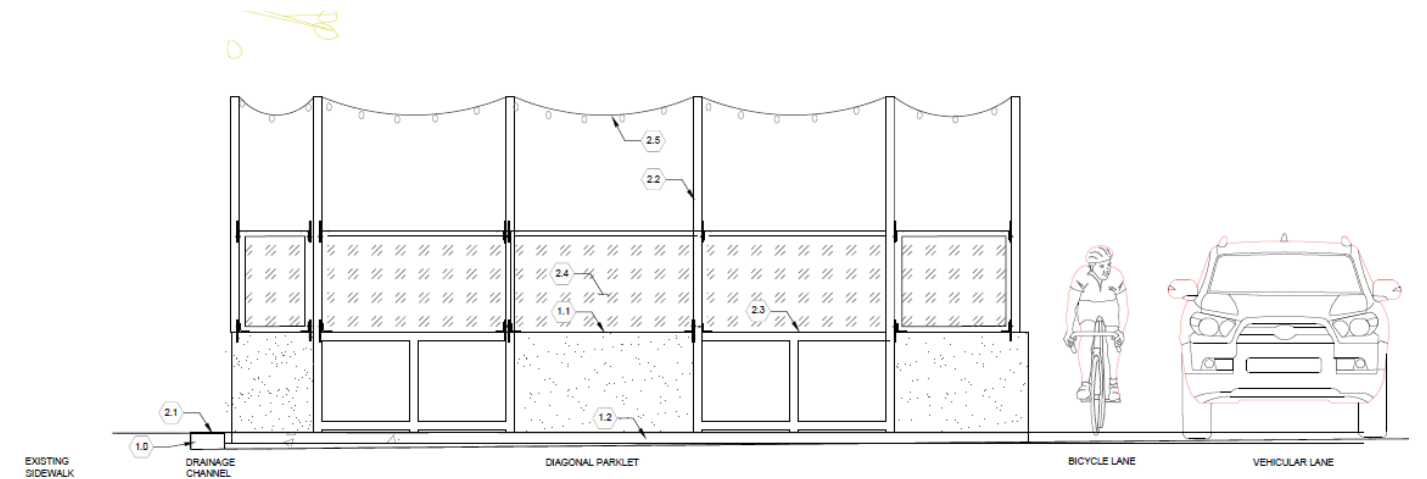 2.5
2.2
2.4
1.1
2.3
2.1
1.2
1.0
EXISTING
SIDEWALK
DRAINAGE
CHANNEL
DIAGONAL PARKLET
BICYCLE LANE
VEHICULAR LANE